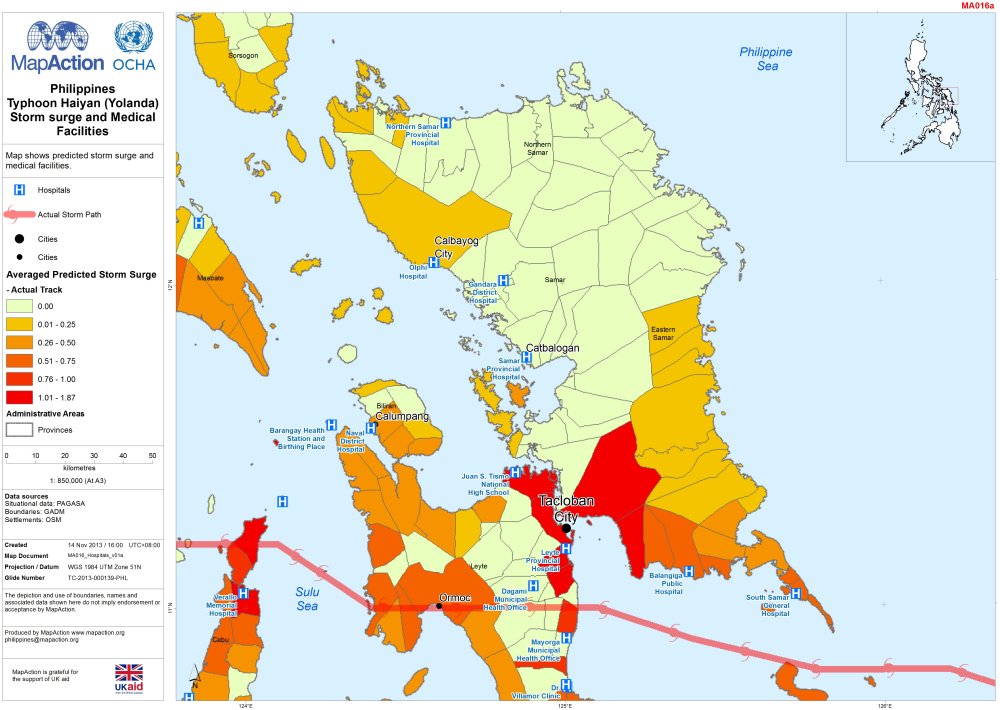 MA016a
MapAction
OCHA
Philippines
Typhoon Haiyan (Yolanda)
Storm surge and Medical
Facilities
Map shows predicted storm surge and
medical facilities.
H Hospitals
Actual Storm Path
Cities
Cities
Averaged Predicted Storm Surge
- Actual Track
0.00
0.01 - 0.25
0.26 - 0.50
0.51 - 0.75
0.76 - 1.00
1.01 - 1.87
Administrative Areas
Provinces
0 10 20 30 40 50
kilometres
1: 850,000 (At A3)
Data sources
Situational data: PAGASA
Boundaries: GADM
Settlements: OSM
Created 14 Nov 2013 / 16:00 UTC+08:00
Map Document MA016_Hospitals_v01a
Projection / Datum WGS 1984 UTM Zone 51N
Glide Number TC-2013-000139-PHL
The depiction and use of boundaries, names and
associated data shown here do not imply endorsement or
acceptance by MapAction.
Produced by MapAction www.mapaction.org
philippines@mapaction.org
MapAction is grateful for
the support of UK aid
UKaid
Philippine
Sea
Sorsogon
Northern Samar
Provincial
Hospital
Northern
Samar
Calbayog
City
Olphi
Hospital
Gandara
District
Hospital
Samar
Masbate
12°N
Eastern
Samar
Catbalogan
Samar
Provincial
Hospital
Biliran
Calumpang
Barangay Health
Station and
Birthing Place
Naval
District
Hospital
Juan S. Tismo
National
High School
Tacloban
City
Leyte
Provincial
Hospital
Leyte
Balangiga
Public
Hospital
Dagami
Municipal
Health Office
South Samar
General
Hospital
Sulu
Sea
Verallo
Memorial
Hospital
Ormoc
11°N
Cebu
Mayorga
Municipal
Health Office
Dr.
Villamor Clinic
N
124°E
125°E
126°E